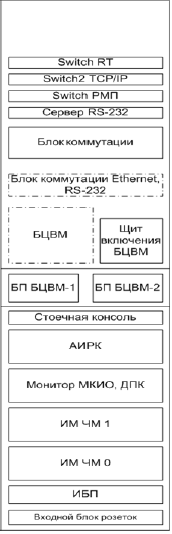 Switch RT
Switch2 TCP/IP
Switch РМП
Сервер RS-232
Блок коммутации
Блок коммутации Ethernet,
RS-232
БЦВМ
Щит
включения
БЦВМ
БП БЦВМ-1
БП БЦВМ-2
Стоечная консоль
АИРК
Монитор МКИО, ДПК
ИМ ЧМ 1
ИМ ЧМ 0
ИБП
Входной блок розеток